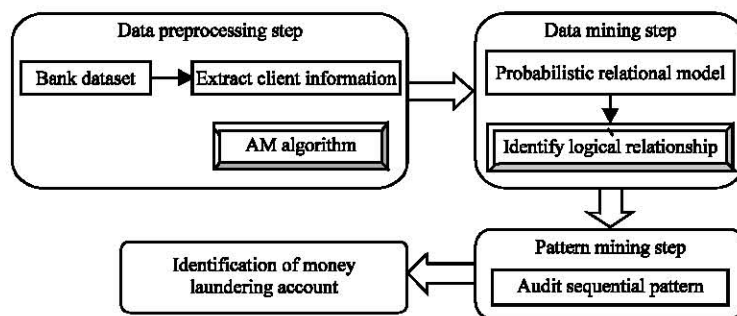 Data preprocessing step
Bank dataset
Extract client information
AM algorithm
Data mining step
Probabilistic relational model
Identify logical relationship
Pattern mining step
Audit sequential pattern
Identification of money
laundering account